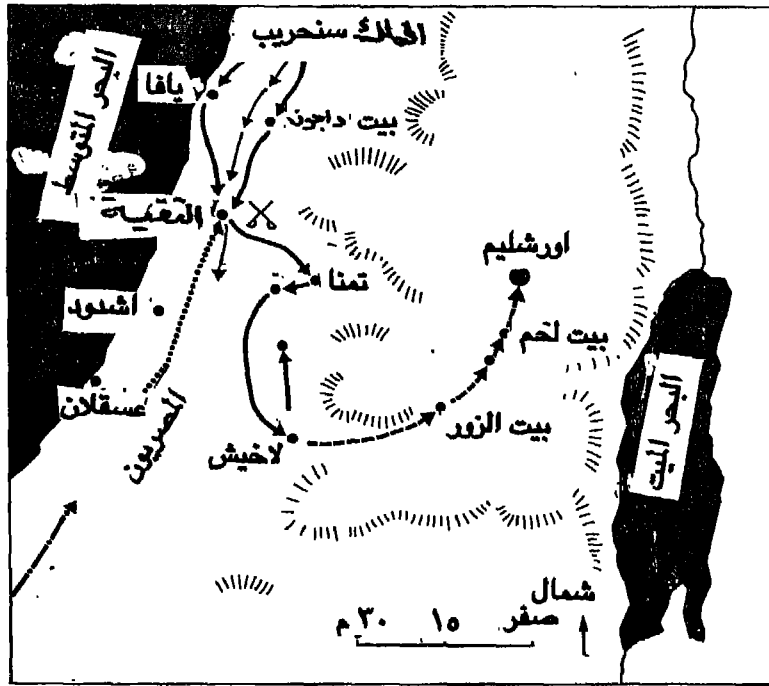 الملك سنحريب
البحر المتوسط
يافا
بيت داجون
التقيه
تمنا
اورشليم
اشدود
بيت لحم
عسقلان
المصريون
بيت الزور
لاخيش
البحر الميت
شمال
صفر ١٥ ٣٠ م